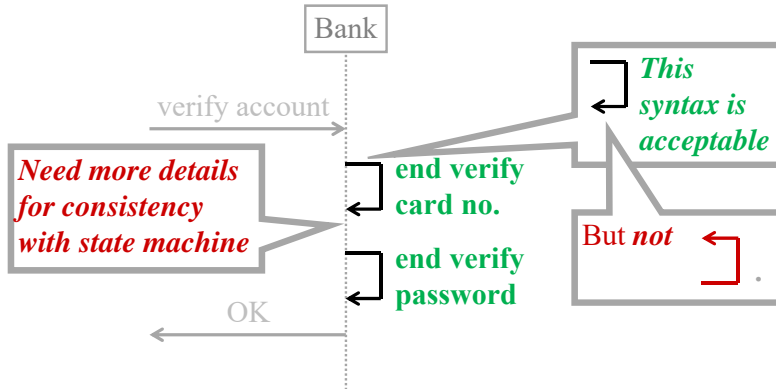 Bank
verify account
This
syntax is
acceptable
Need more details
for consistency
with state machine
end verify
card no.
But not
.
end verify
password
OK